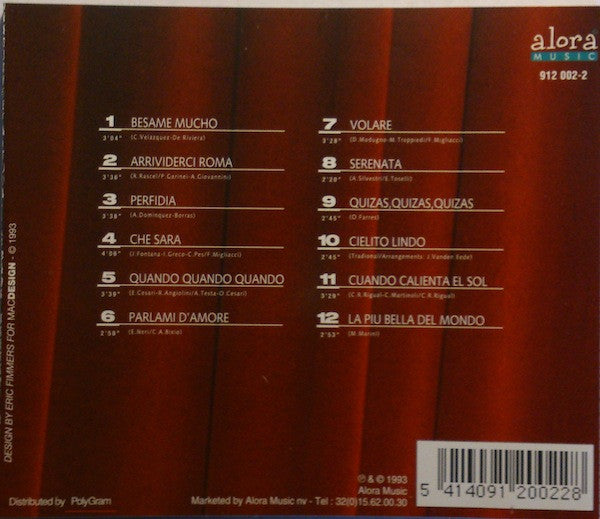 alora
MUSIC
912 002-2
1 BESAME MUCHO
3'04" (C.Velazquez-De Riviera)
2 ARRIVIDERCI ROMA
3'36" (A.Rascel/P.Garinei-A.Giovannini)
3 PERFIDIA
3'38" (A.Dominquez-Borras)
4 CHE SARA
4'09" (J.Fontana-I.Greco-C.Pes/F.Migliacci)
5 QUANDO QUANDO QUANDO
3'39" (E.Cosari-R.Angiolini/A.Testa-D.Cesari)
6 PARLAMI D'AMORE
2'59" (E.Neri/C.A.Bixio)
7 VOLARE
3'29" (D.Modugno-M.Troppiedi/F.Migliacci)
8 SERENATA
2'20" (A.Silvestri/E.Toselli)
9 QUIZAS,QUIZAS,QUIZAS
2'45" (O.Farres)
10 CIELITO LINDO
2'45" (Tradional/Arrangements: J.Vanden Eede)
11 CUANDO CALIENTA EL SOL
3'29" (C.R.Rigual-C.Martinoli/C.R.Rigual)
12 LA PIU BELLA DEL MONDO
2'53" (M.Marini)
DESIGN BY ERIC FIMMERS FOR MACDESIGN - © 1993
Distributed by PolyGram
Marketed by Alora Music nv - Tel : 32(0)15.62.00.30
℗ & © 1993
Alora Music
5 414091 200228